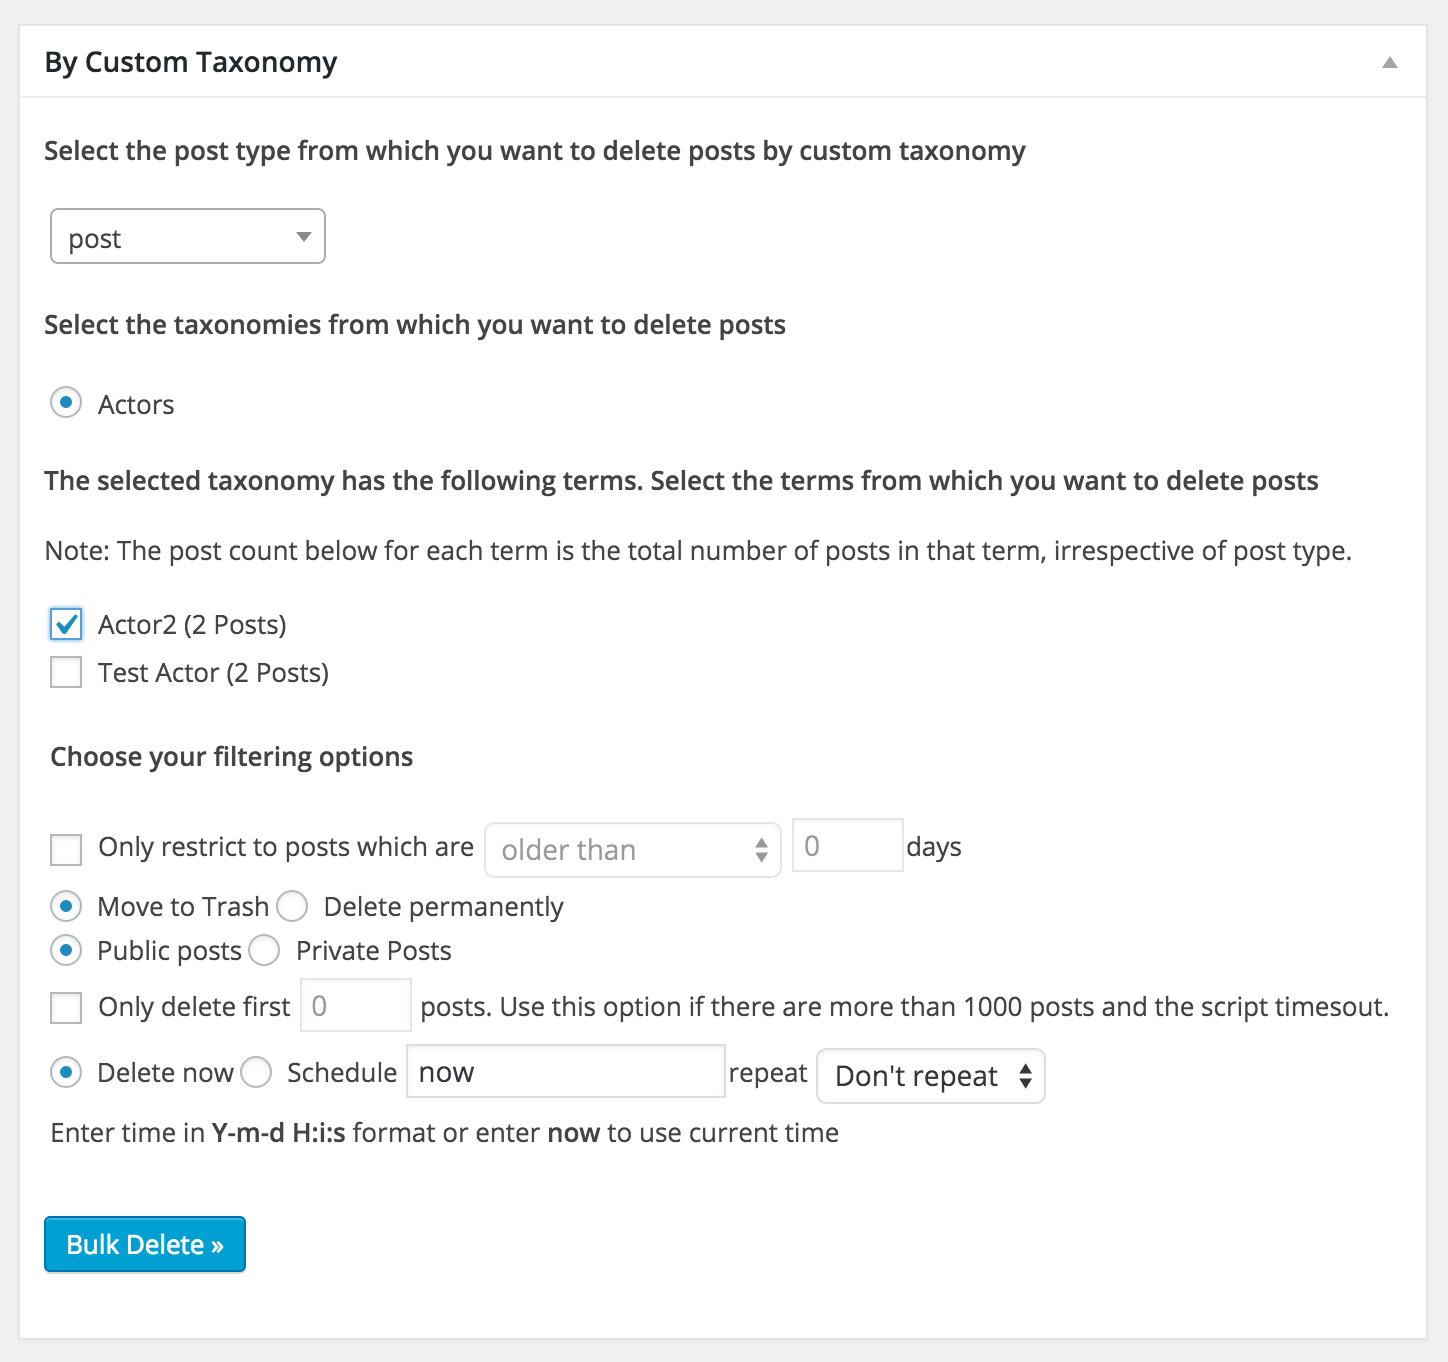 By Custom Taxonomy
Select the post type from which you want to delete posts by custom taxonomy
post
Select the taxonomies from which you want to delete posts
Actors
The selected taxonomy has the following terms. Select the terms from which you want to delete posts
Note: The post count below for each term is the total number of posts in that term, irrespective of post type.
Actor2 (2 Posts)
Test Actor (2 Posts)
Choose your filtering options
Only restrict to posts which are older than 0 days
Move to Trash Delete permanently
Public posts Private Posts
Only delete first 0 posts. Use this option if there are more than 1000 posts and the script timesout.
Delete now Schedule now repeat Don't repeat
Enter time in Y-m-d H:i:s format or enter now to use current time
Bulk Delete »